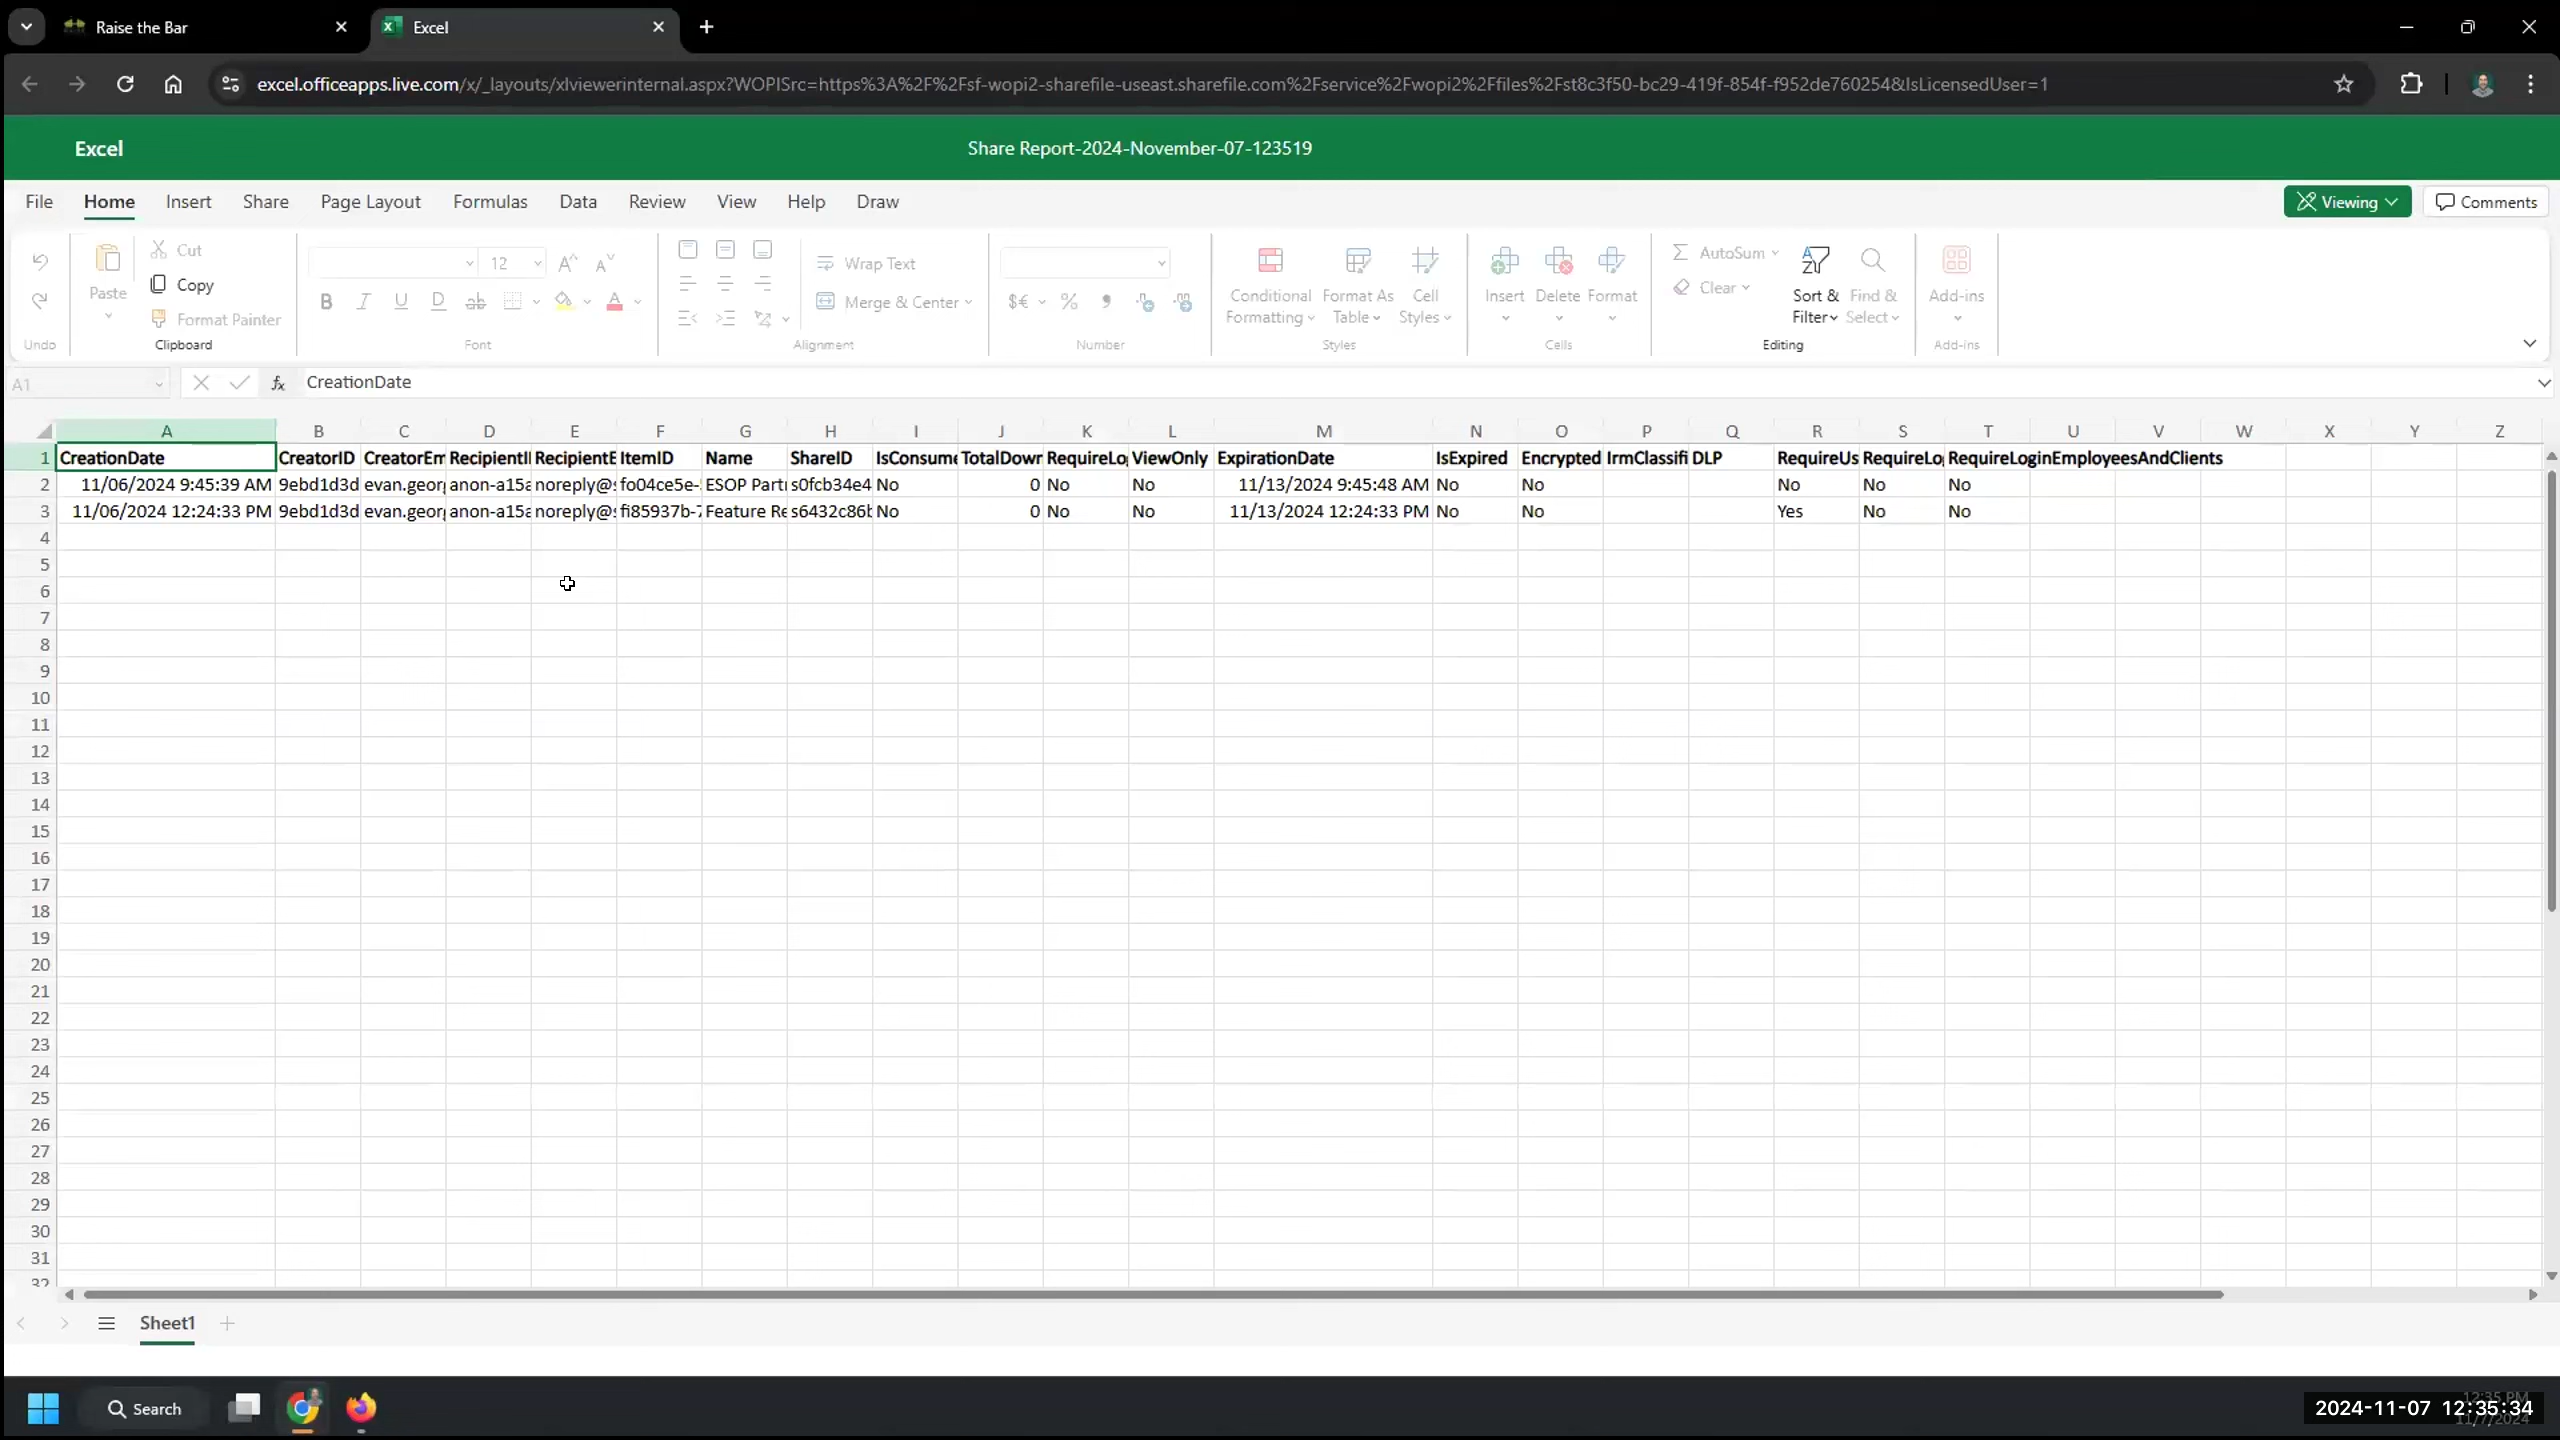 Raise the Bar
Excel
excel.officeapps.live.com/x/_layouts/xlviewerinternal.aspx?WOPISrc=https%3A%2F%2Fsf-wopi2-sharefile-useast.sharefile.com%2Fservice%2Fwopi2%2Ffiles%2Fst8c3f50-bc29-419f-854f-f952de760254&IsLicensedUser=1
Excel Share Report-2024-November-07-123519
File Home Insert Share Page Layout Formulas Data Review View Help Draw Viewing Comments
Cut
Copy
Format Painter
Paste
12
B I U D ab
Wrap Text
Merge & Center
$€ % 9
Conditional Formatting
Format As Table
Cell Styles
Insert Delete Format
AutoSum
Clear
Sort & Filter
Find & Select
Add-ins
Undo Clipboard Font Alignment Number Styles Cells Editing Add-ins
A1 fx CreationDate
A B C D E F G H I J K L M N O P Q R S T U V W X Y Z
1 CreationDate CreatorID CreatorEm RecipientI RecipientE ItemID Name ShareID IsConsume TotalDown RequireLo ViewOnly ExpirationDate IsExpired Encrypted IrmClassifi DLP RequireUs RequireLo RequireLoginEmployeesAndClients
2 11/06/2024 9:45:39 AM 9ebd1d3d evan.geor anon-a15a noreply@s fo04ce5e- ESOP Partı s0fcb34e4 No 0 No No 11/13/2024 9:45:48 AM No No No No No
3 11/06/2024 12:24:33 PM 9ebd1d3d evan.geor anon-a15a noreply@s fi85937b-7 Feature Re s6432c86b No 0 No No 11/13/2024 12:24:33 PM No No Yes No No
4
5
6
7
8
9
10
11
12
13
14
15
16
17
18
19
20
21
22
23
24
25
26
27
28
29
30
31
32
Sheet1
Search
2024-11-07 12:35:34